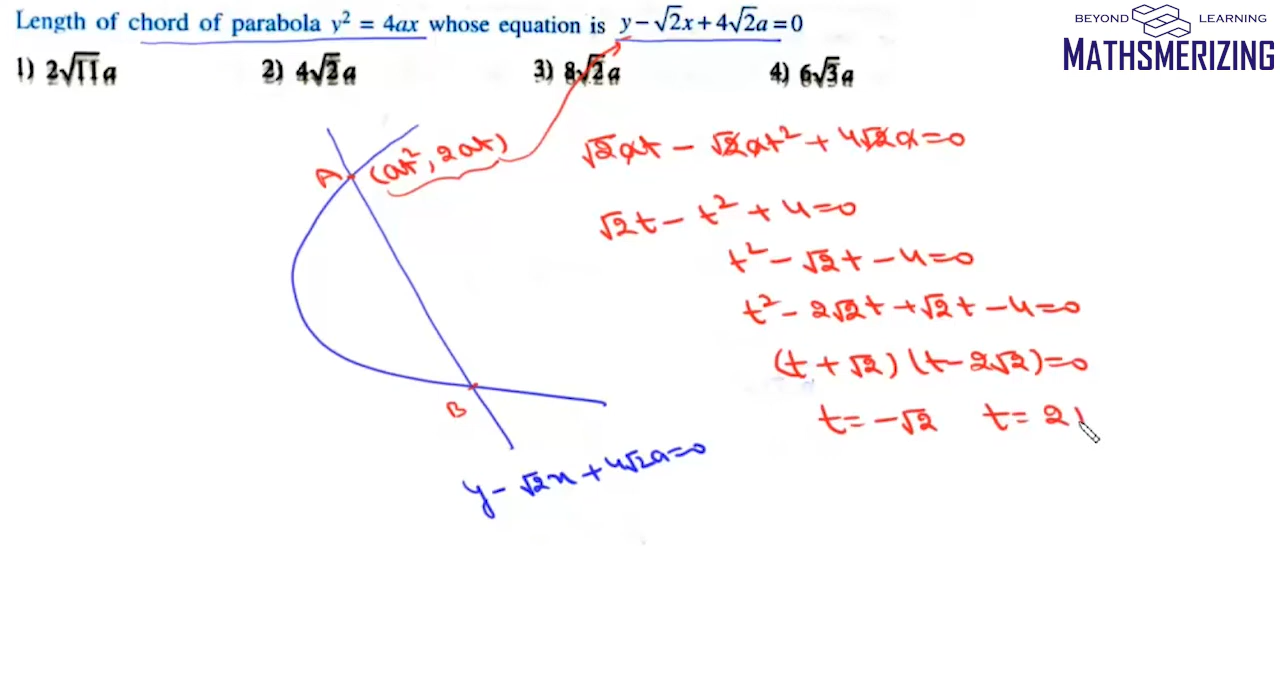 Length of chord of parabola y² = 4ax whose equation is y − √2x + 4√2a = 0
BEYOND LEARNING
MATHSMERIZING
1) 2√11a 2) 4√2a 3) 8√2a 4) 6√3a
A (at², 2at)
√2at − √2at² + 4√2a = 0
√2t − t² + 4 = 0
t² − √2t − 4 = 0
t² − 2√2t + √2t − 4 = 0
(t + √2)(t − 2√2) = 0
B
t = −√2 t = 2
y − √2x + 4√2a = 0